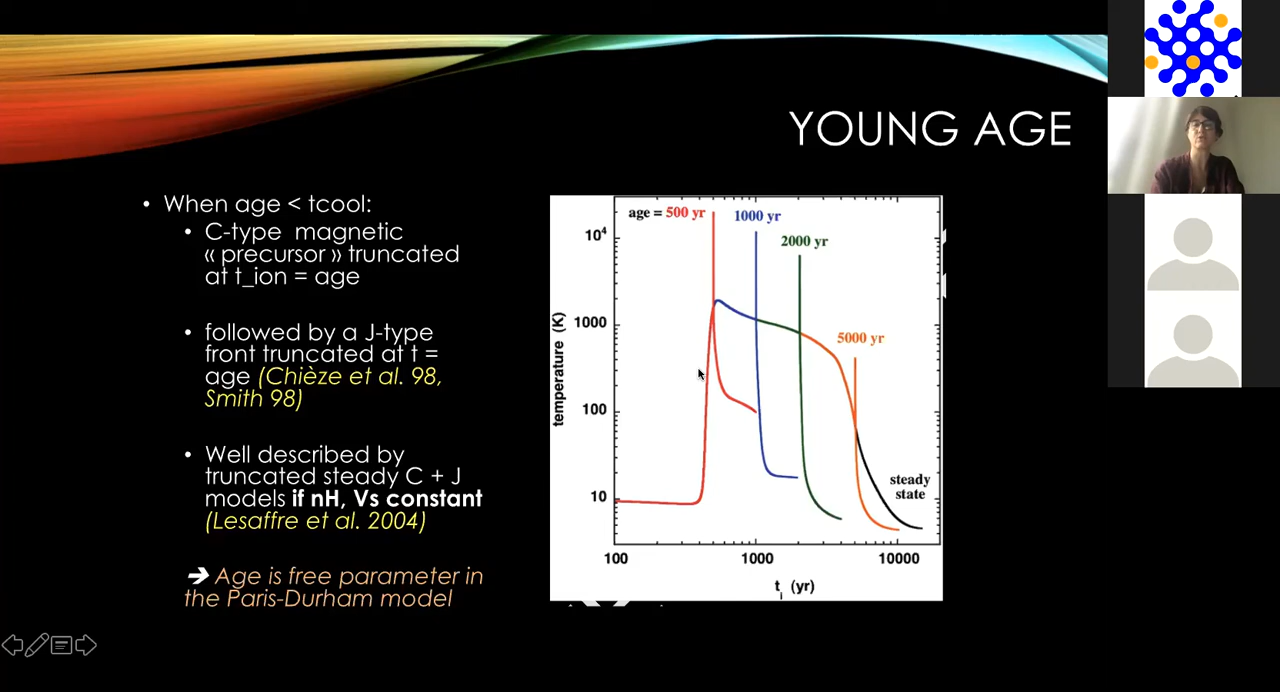 YOUNG AGE
• When age < tcool:
• C-type magnetic
« precursor » truncated
at t_ion = age
• followed by a J-type
front truncated at t =
age (Chièze et al. 98,
Smith 98)
• Well described by
truncated steady C + J
models if nH, Vs constant
(Lesaffre et al. 2004)
➔ Age is free parameter in
the Paris-Durham model
age = 500 yr
1000 yr
2000 yr
5000 yr
steady
state
temperature (K)
10⁴
1000
100
10
100
1000
10000
t_i (yr)